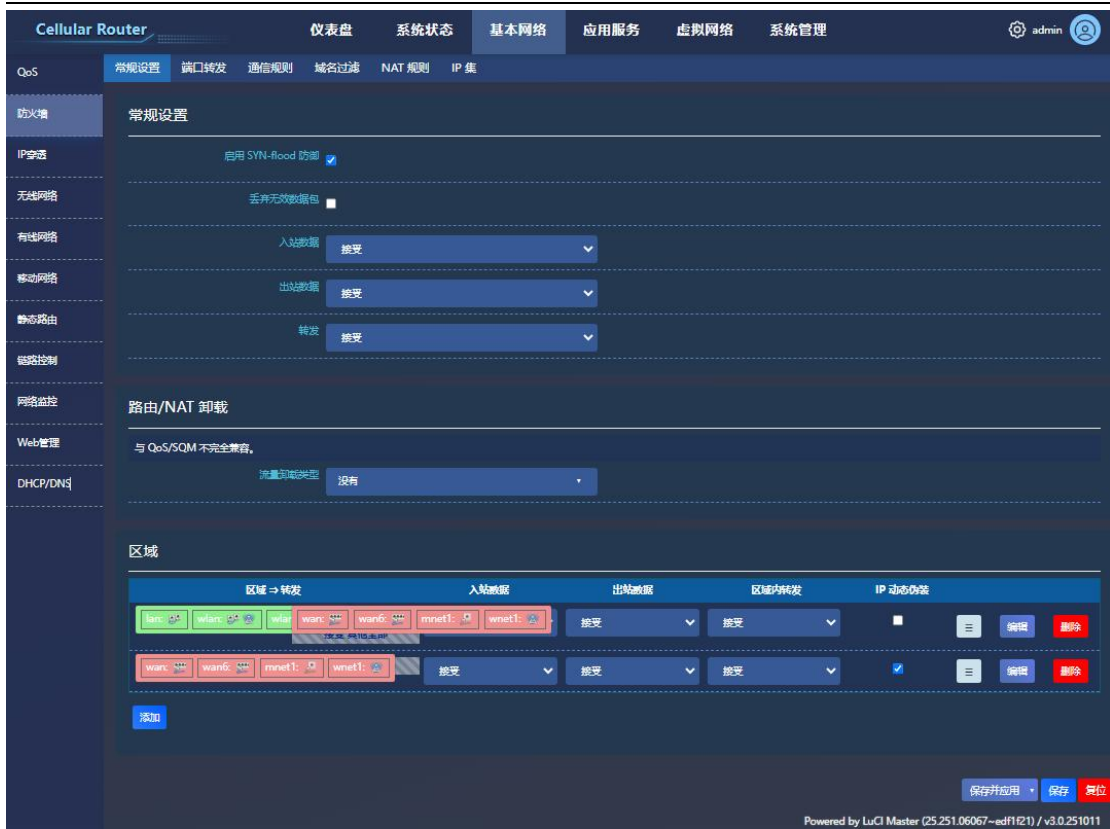 Cellular Router 仪表盘 系统状态 基本网络 应用服务 虚拟网络 系统管理 admin
QoS
防火墙
IP穿透
无线网络
有线网络
移动网络
静态路由
链路控制
网络监控
Web管理
DHCP/DNS
常规设置 端口转发 通信规则 域名过滤 NAT 规则 IP 集
常规设置
启用 SYN-flood 防御
丢弃无效数据包
入站数据 接受
出站数据 接受
转发 接受
路由/NAT 卸载
与 QoS/SQM 不完全兼容。
流量卸载类型 没有
区域
区域 ⇒ 转发 入站数据 出站数据 区域内转发 IP 动态伪装
lan: wlan: wlan wan: wan6: mnet1: wnet1: 接受 接受 编辑 删除
wan: wan6: mnet1: wnet1: 接受 接受 接受 编辑 删除
添加
保存并应用 保存 复位
Powered by LuCI Master (25.251.06067~edf1f21) / v3.0.251011